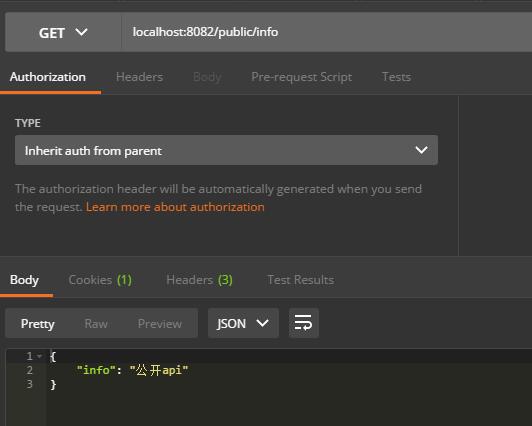 GET localhost:8082/public/info
Authorization Headers Body Pre-request Script Tests
TYPE
Inherit auth from parent
The authorization header will be automatically generated when you send
the request. Learn more about authorization
Body Cookies (1) Headers (3) Test Results
Pretty Raw Preview JSON
1 {
2 "info": "公开api"
3 }